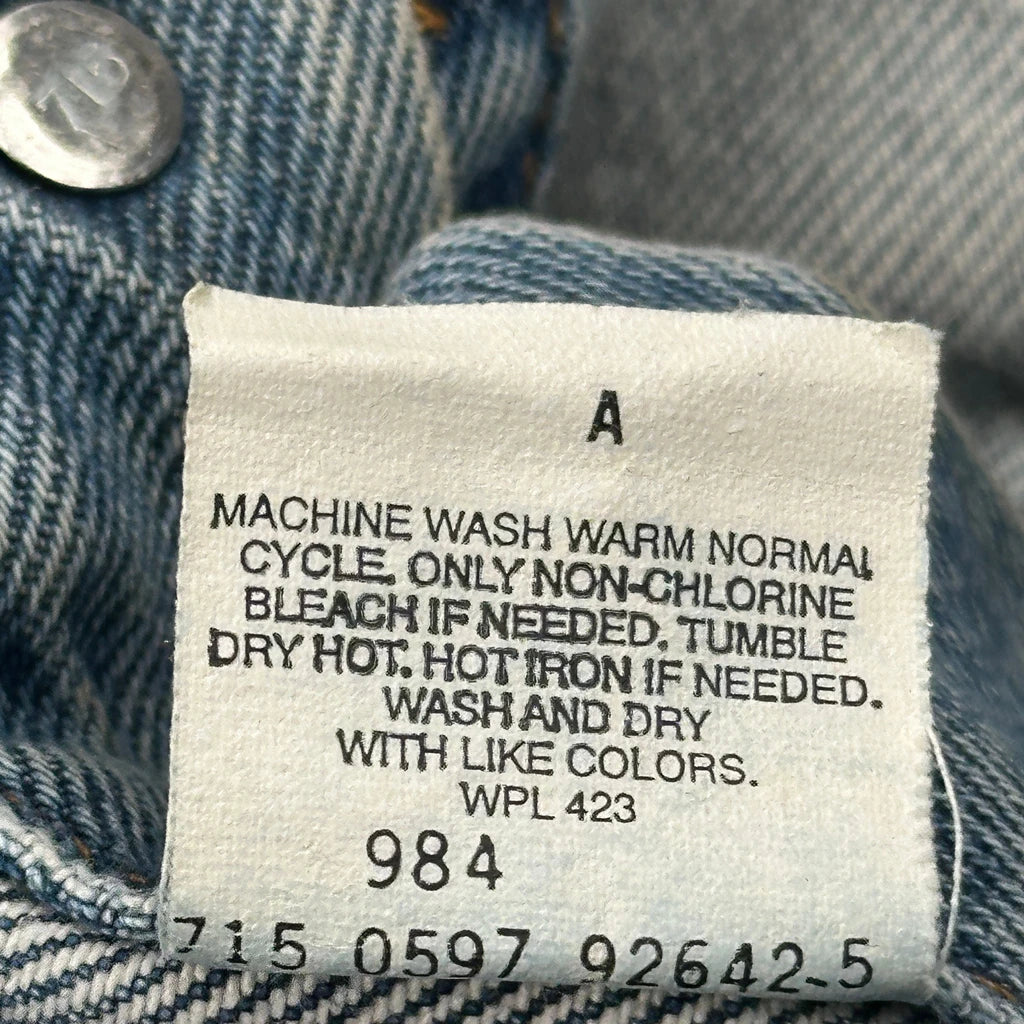 A
MACHINE WASH WARM NORMAL
CYCLE. ONLY NON-CHLORINE
BLEACH IF NEEDED. TUMBLE
DRY HOT. HOT IRON IF NEEDED.
WASH AND DRY
WITH LIKE COLORS.
WPL 423
984
715 0597 92642-5